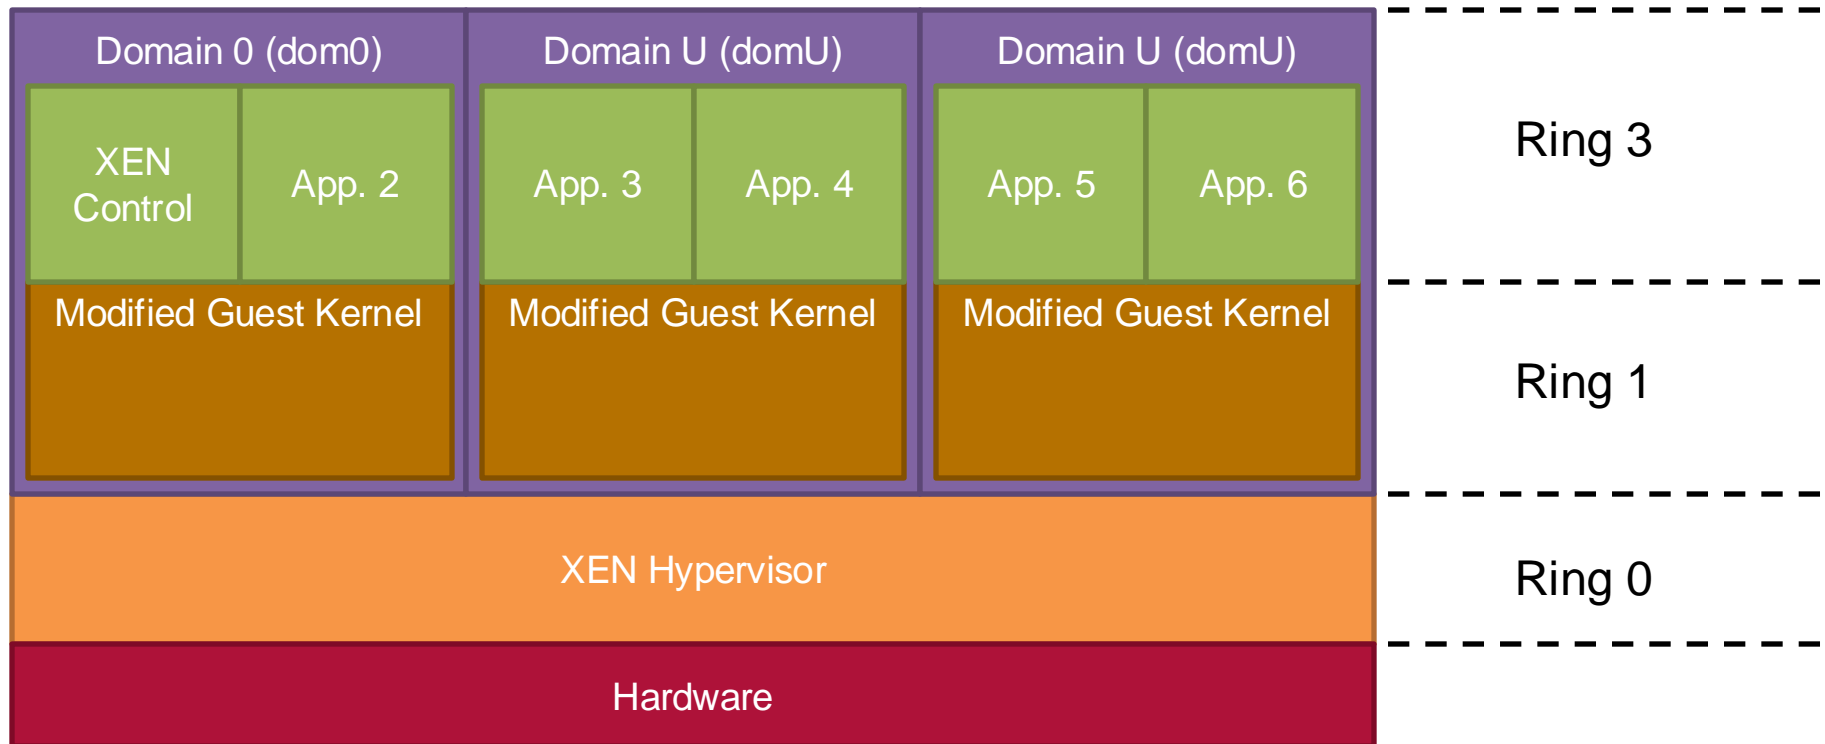 Domain 0 (dom0)
Domain U (domU)
Domain U (domU)
XEN
Control
App. 2
App. 3
App. 4
App. 5
App. 6
Ring 3
Modified Guest Kernel
Modified Guest Kernel
Modified Guest Kernel
Ring 1
XEN Hypervisor
Ring 0
Hardware